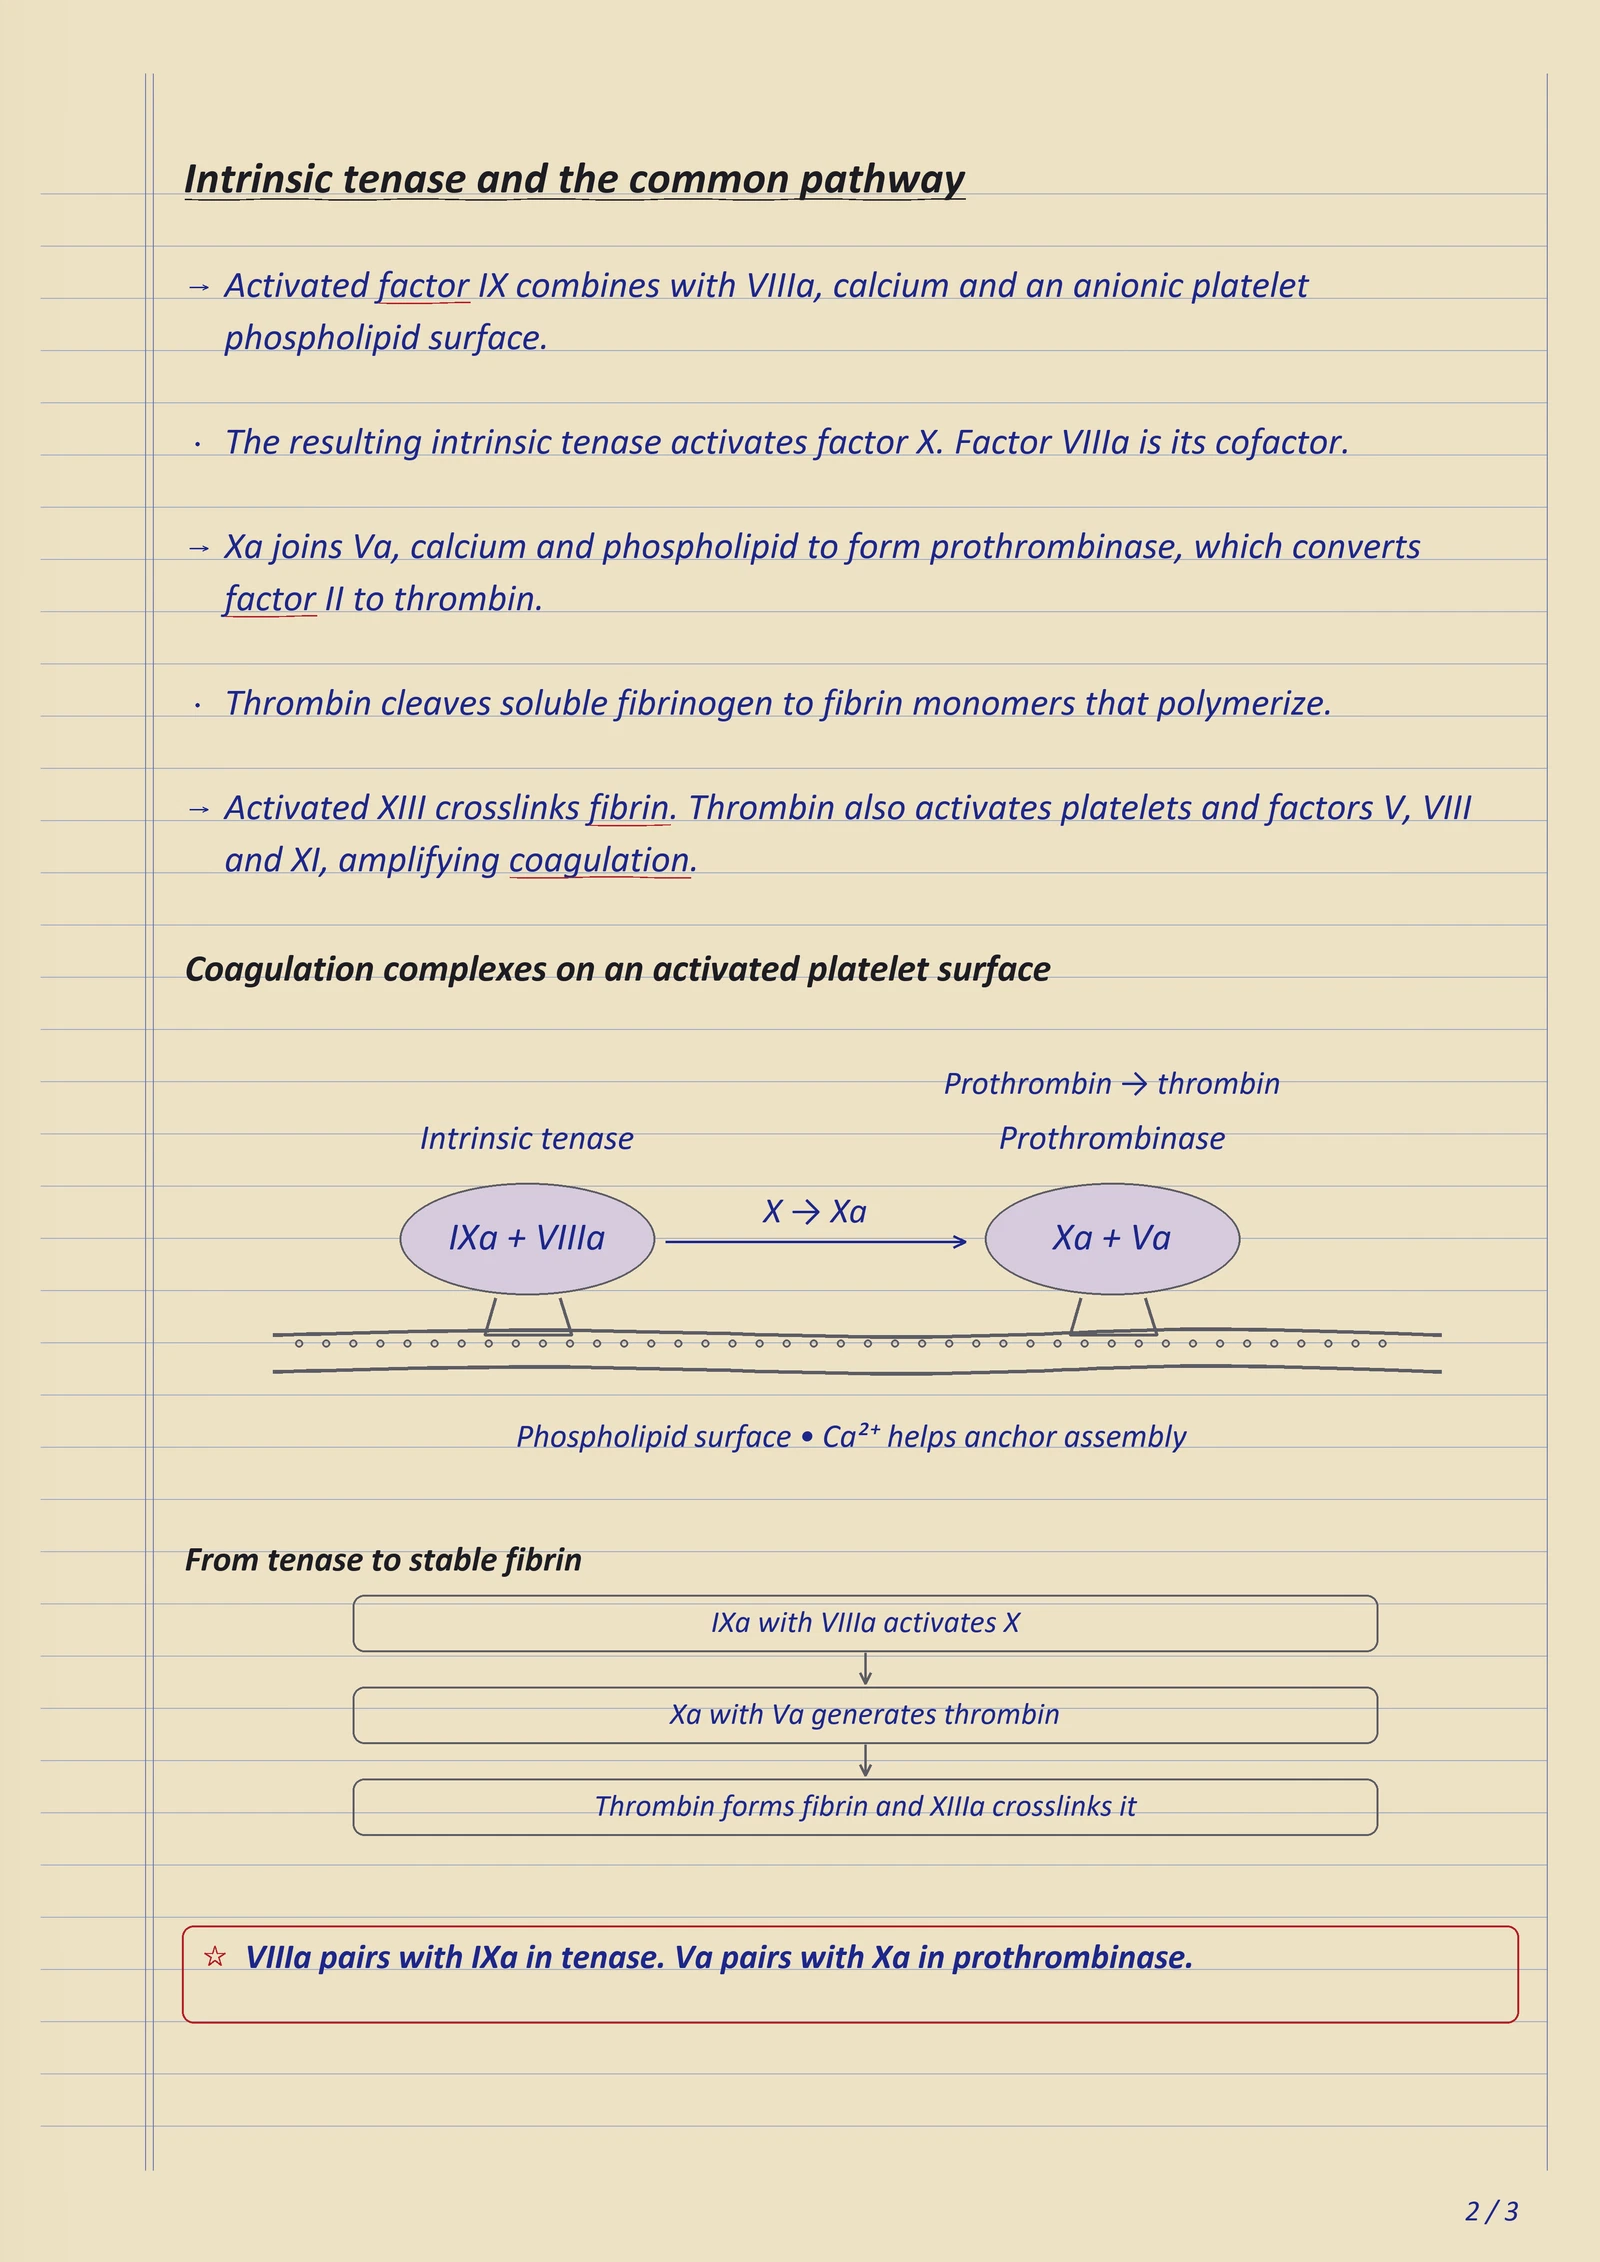 Intrinsic tenase and the common pathway
→ Activated factor IX combines with VIIIa, calcium and an anionic platelet
phospholipid surface.
· The resulting intrinsic tenase activates factor X. Factor VIIIa is its cofactor.
→ Xa joins Va, calcium and phospholipid to form prothrombinase, which converts
factor II to thrombin.
· Thrombin cleaves soluble fibrinogen to fibrin monomers that polymerize.
→ Activated XIII crosslinks fibrin. Thrombin also activates platelets and factors V, VIII
and XI, amplifying coagulation.
Coagulation complexes on an activated platelet surface
Prothrombin → thrombin
Intrinsic tenase
Prothrombinase
X → Xa
IXa + VIIIa
Xa + Va
Phospholipid surface • Ca²⁺ helps anchor assembly
From tenase to stable fibrin
IXa with VIIIa activates X
Xa with Va generates thrombin
Thrombin forms fibrin and XIIIa crosslinks it
☆ VIIIa pairs with IXa in tenase. Va pairs with Xa in prothrombinase.
2 / 3